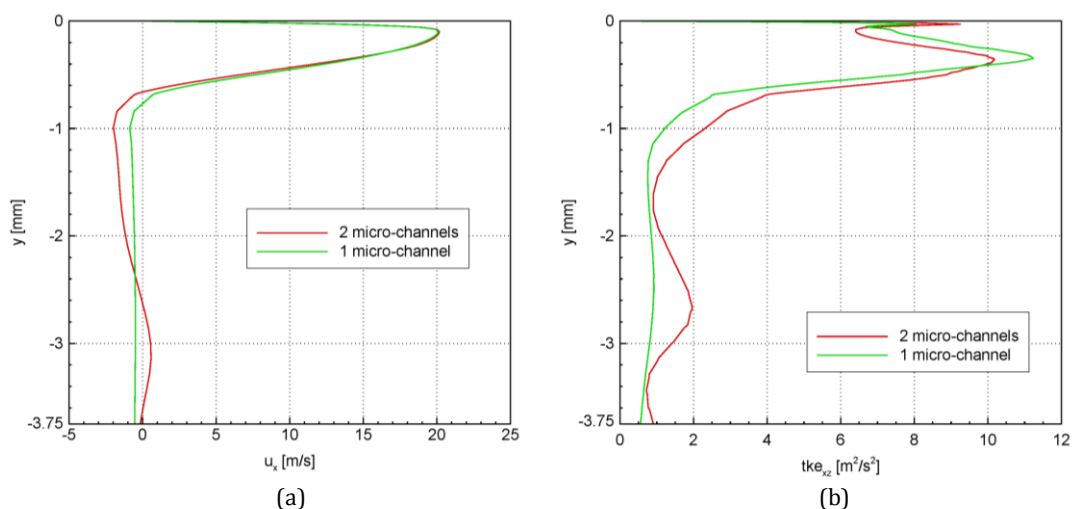 0
-1
-2
-3
-3.75
y [mm]
-5 0 5 10 15 20 25
u_x [m/s]
2 micro-channels
1 micro-channel
(a)
0
-1
-2
-3
-3.75
y [mm]
0 2 4 6 8 10 12
tke_xz [m²/s²]
2 micro-channels
1 micro-channel
(b)